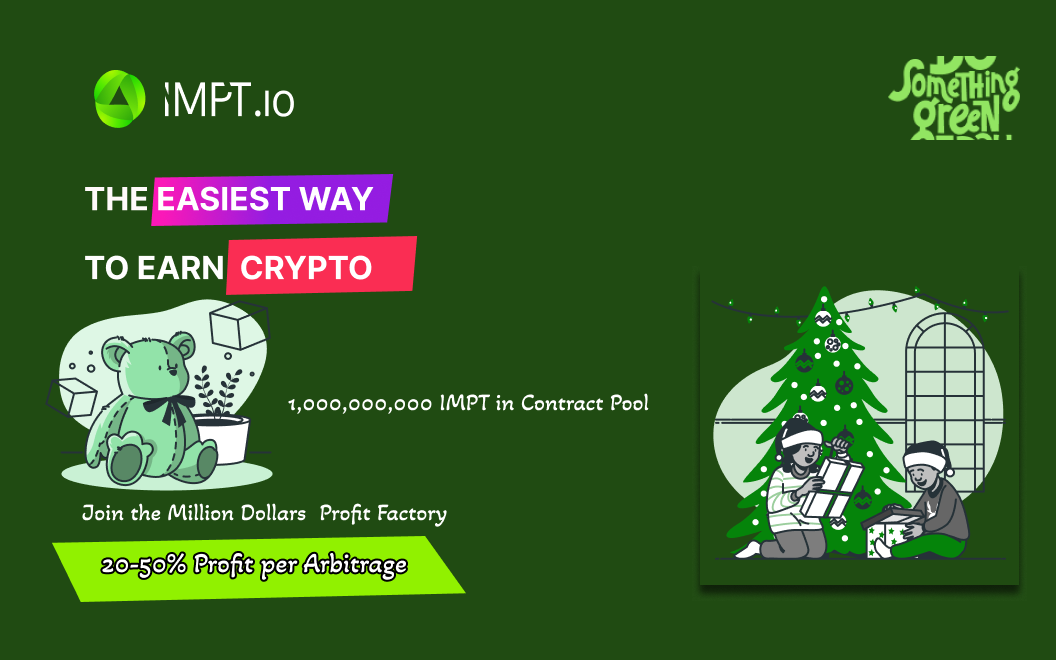 IMPT.io
Something
green
THE EASIEST WAY
TO EARN CRYPTO
1,000,000,000 IMPT in Contract Pool
Join the Million Dollars Profit Factory
20-50% Profit per Arbitrage